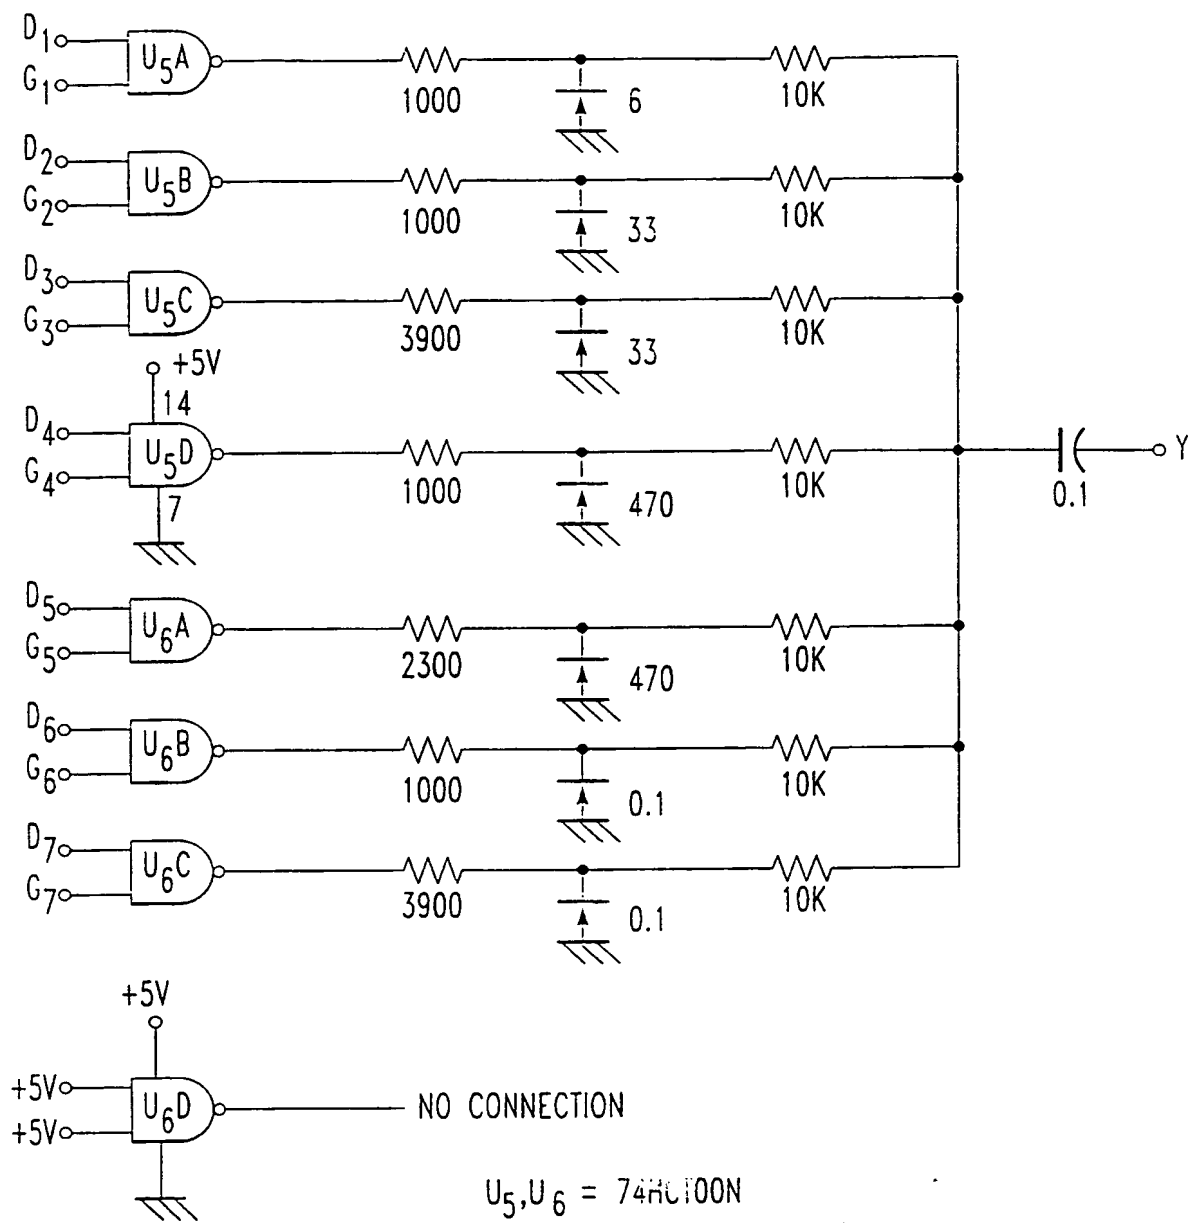 D1
G1
U5A
1000
6
10K
D2
G2
U5B
1000
33
10K
D3
G3
U5C
3900
33
10K
+5V
14
D4
G4
U5D
7
1000
470
10K
0.1
Y
D5
G5
U6A
2300
470
10K
D6
G6
U6B
1000
0.1
10K
D7
G7
U6C
3900
0.1
10K
+5V
+5V
+5V
U6D
NO CONNECTION
U5,U6 = 74HCT00N